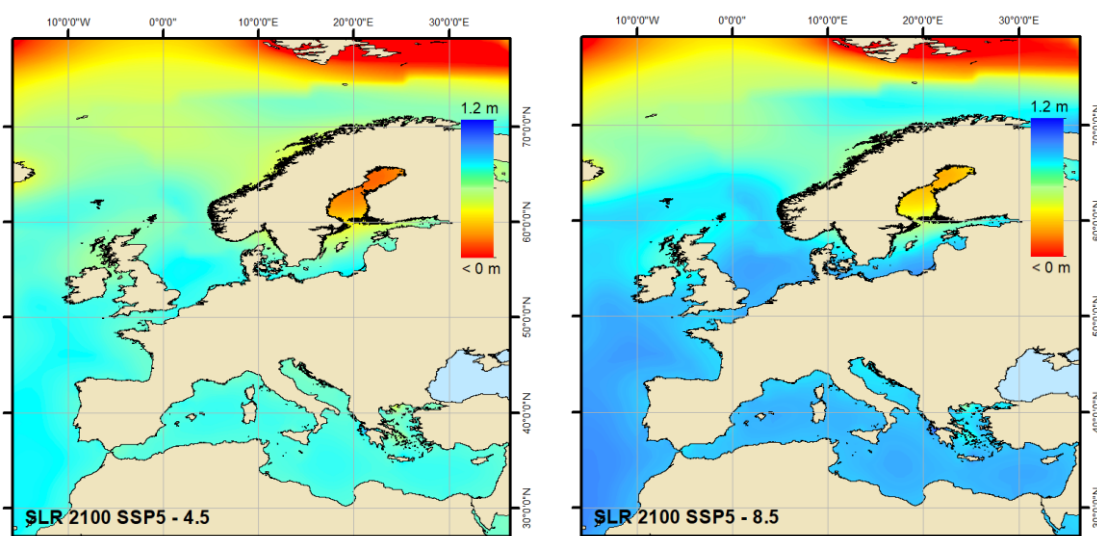 10°0'0"W 0°0'0" 10°0'0"E 20°0'0"E 30°0'0"E
1.2 m
70°0'0"N
60°0'0"N
< 0 m
50°0'0"N
40°0'0"N
30°0'0"N
SLR 2100 SSP5 - 4.5
10°0'0"W 0°0'0" 10°0'0"E 20°0'0"E 30°0'0"E
1.2 m
70°0'0"N
60°0'0"N
< 0 m
50°0'0"N
40°0'0"N
30°0'0"N
SLR 2100 SSP5 - 8.5